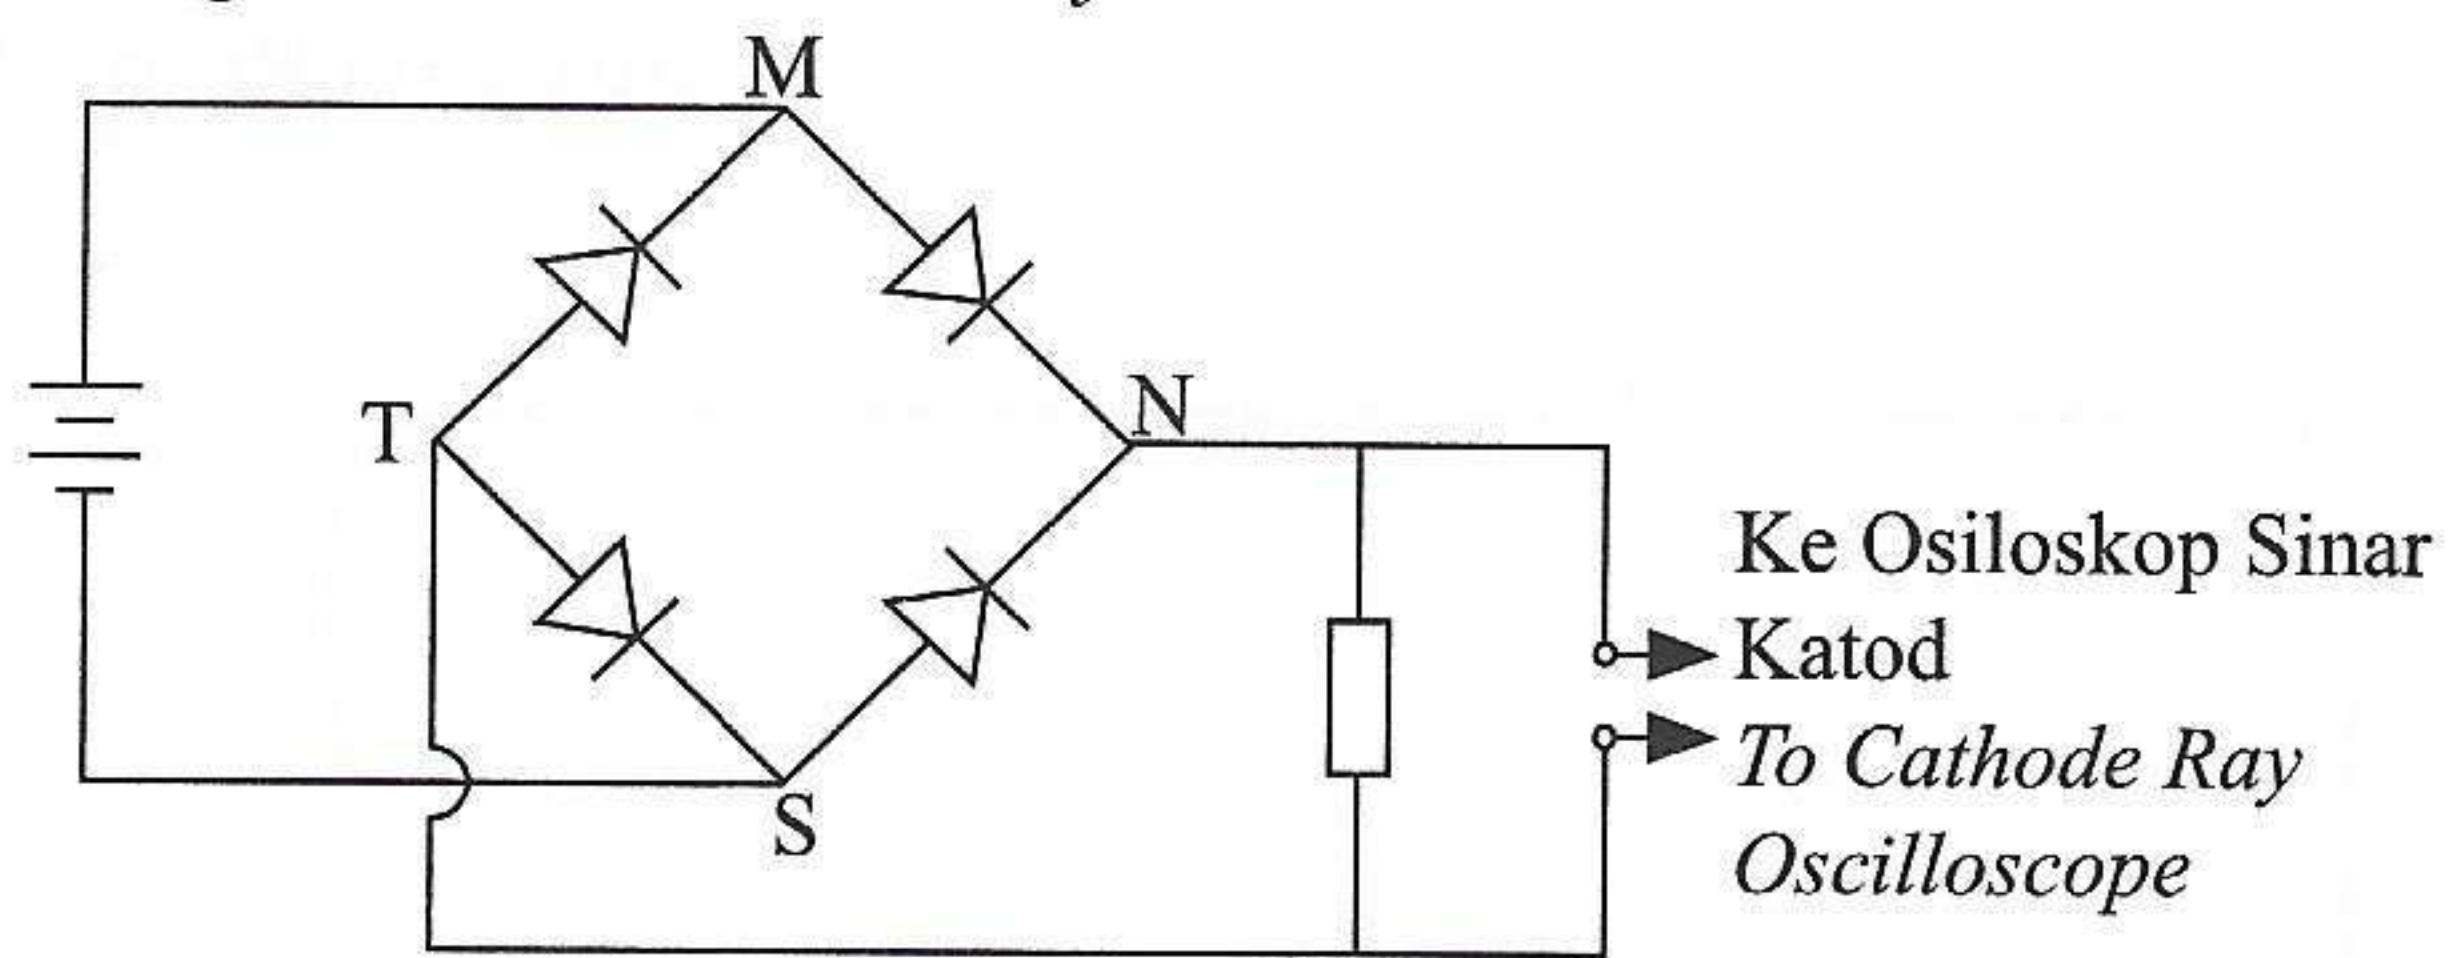 M
T
N
Ke Osiloskop Sinar
Katod
To Cathode Ray
Oscilloscope
S